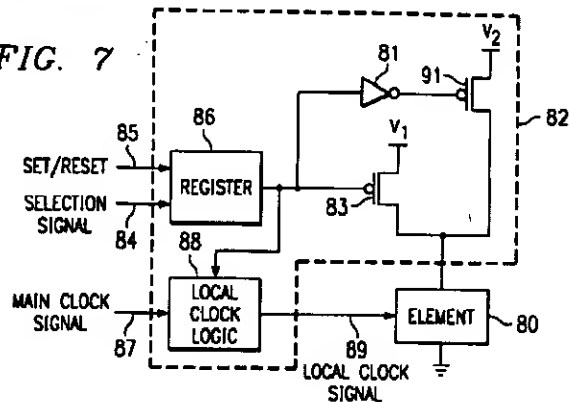 FIG. 7
V2
81
91
82
85
86
V1
SET/RESET
REGISTER
SELECTION
SIGNAL
84
83
88
MAIN CLOCK
SIGNAL
87
LOCAL
CLOCK
LOGIC
ELEMENT
80
89
LOCAL CLOCK
SIGNAL